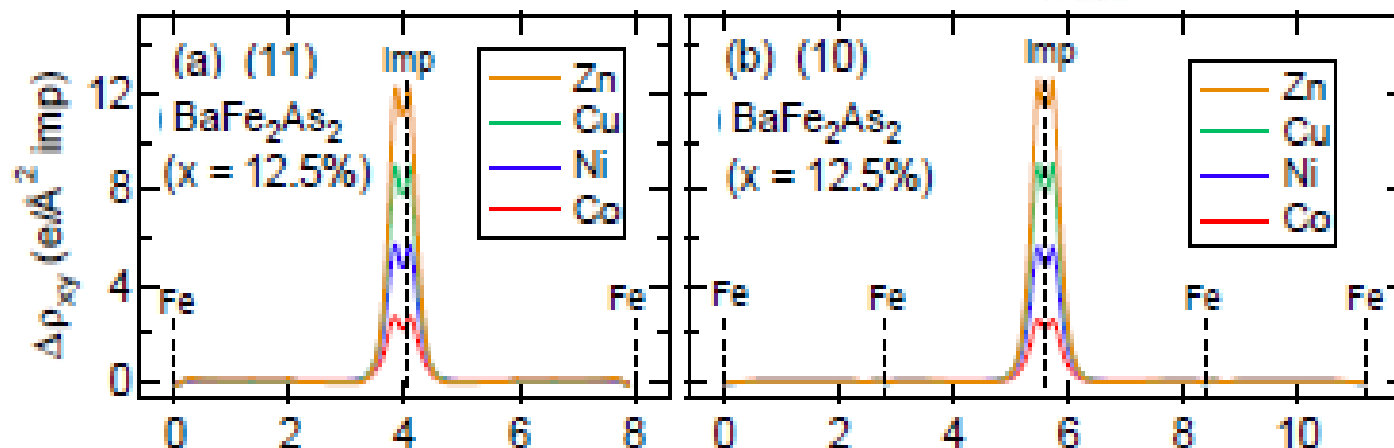 (a) (11)
Imp
BaFe₂As₂
(x = 12.5%)
Zn
Cu
Ni
Co
Fe
Fe
Δρxy (e/Å² imp)
12
8
4
0
0 2 4 6 8
(b) (10)
Imp
BaFe₂As₂
(x = 12.5%)
Zn
Cu
Ni
Co
Fe
Fe
Fe
Fe
0 2 4 6 8 10